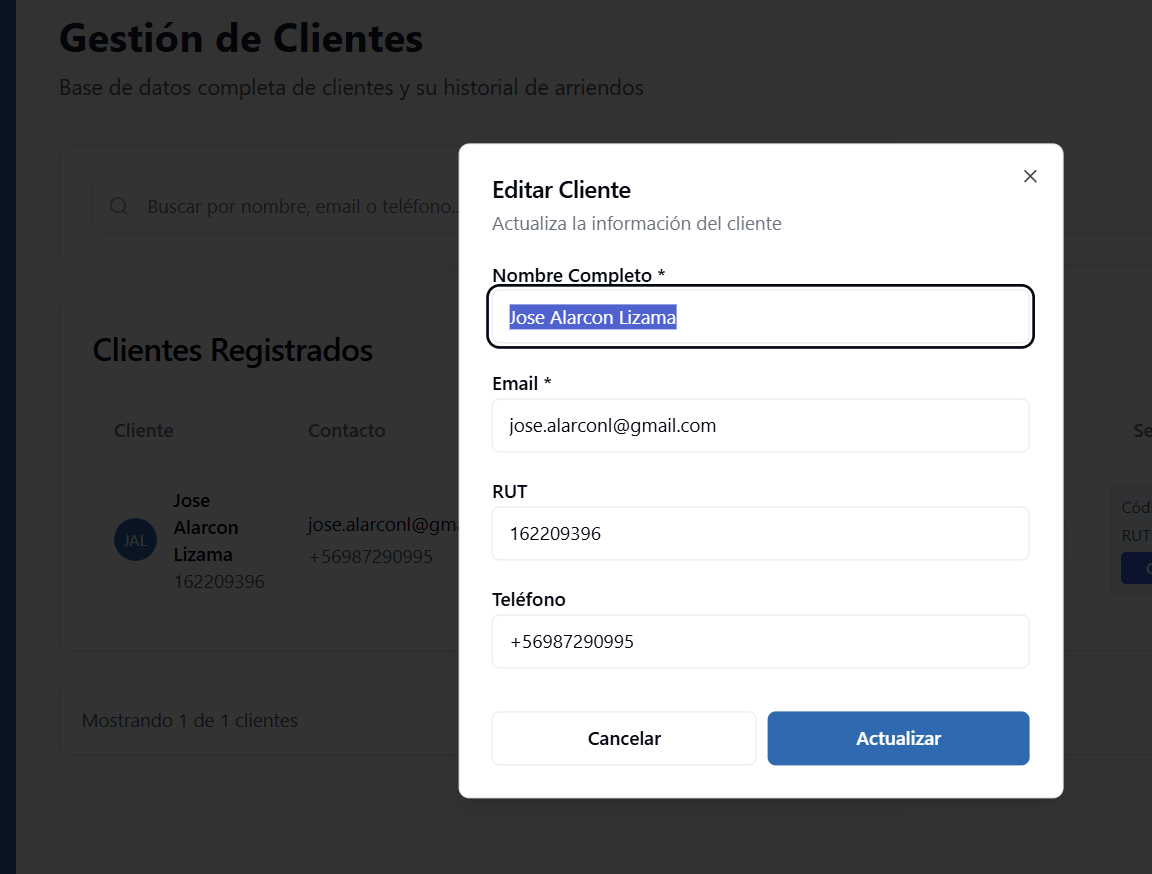 Gestión de Clientes
Base de datos completa de clientes y su historial de arriendos
Buscar por nombre, email o teléfono...
Clientes Registrados
Cliente
Contacto
JAL
Jose
Alarcon
Lizama
162209396
jose.alarconl@gm
+56987290995
RUT
Mostrando 1 de 1 clientes
Editar Cliente
Actualiza la información del cliente
Nombre Completo *
Jose Alarcon Lizama
Email *
jose.alarconl@gmail.com
RUT
162209396
Teléfono
+56987290995
Cancelar
Actualizar